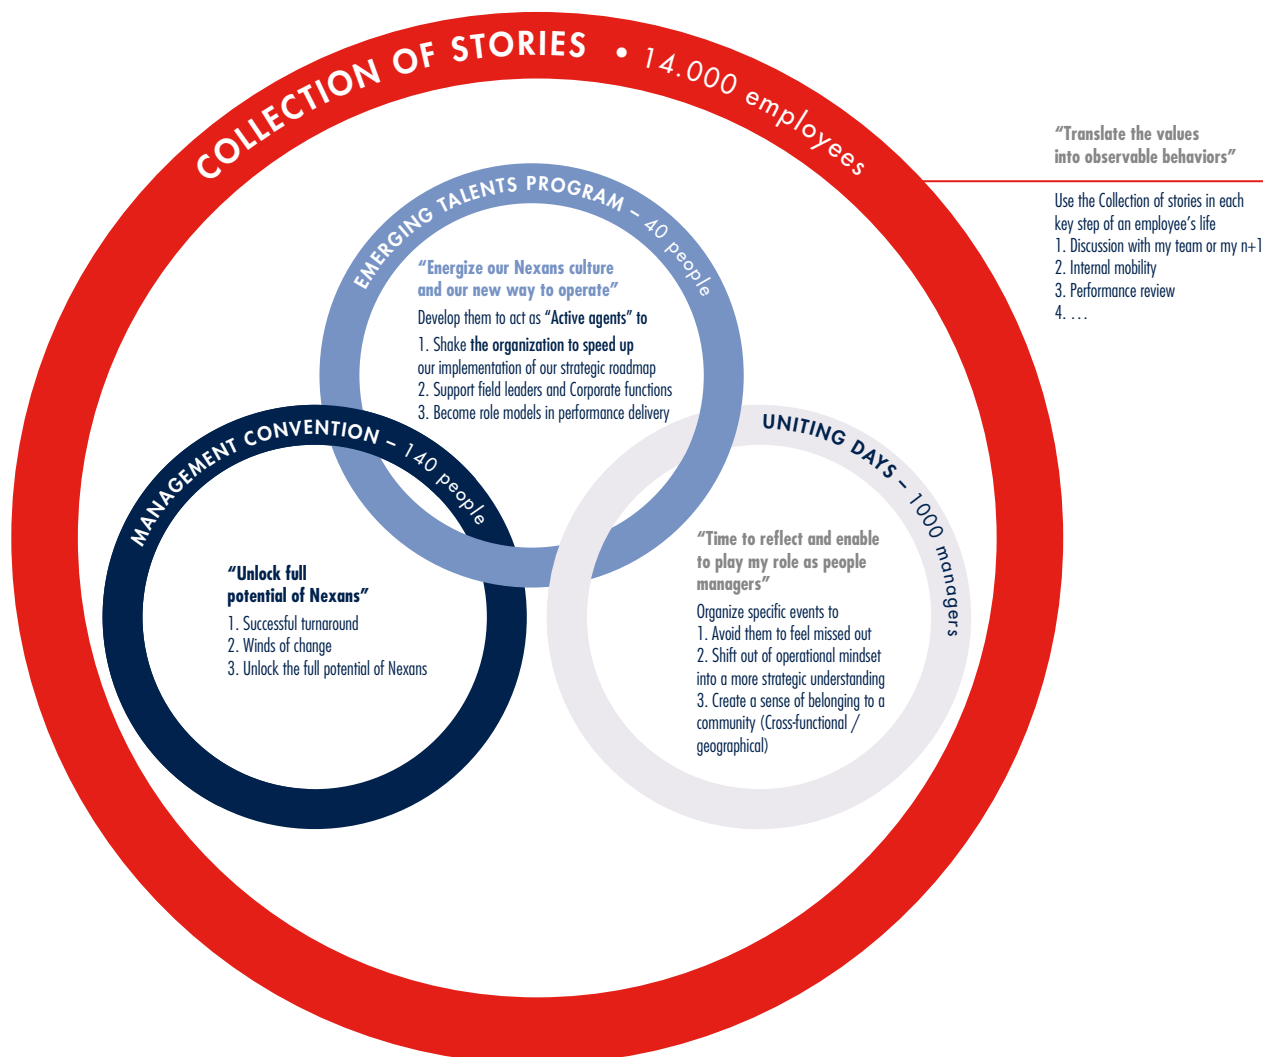 COLLECTION OF STORIES • 14.000 employees
“Translate the values
into observable behaviors”
Use the Collection of stories in each
key step of an employee’s life
1. Discussion with my team or my n+1
2. Internal mobility
3. Performance review
4. …
EMERGING TALENTS PROGRAM – 40 people
“Energize our Nexans culture
and our new way to operate”
Develop them to act as “Active agents” to
1. Shake the organization to speed up
our implementation of our strategic roadmap
2. Support field leaders and Corporate functions
3. Become role models in performance delivery
MANAGEMENT CONVENTION – 140 people
“Unlock full
potential of Nexans”
1. Successful turnaround
2. Winds of change
3. Unlock the full potential of Nexans
UNITING DAYS – 1000 managers
“Time to reflect and enable
to play my role as people
managers”
Organize specific events to
1. Avoid them to feel missed out
2. Shift out of operational mindset
into a more strategic understanding
3. Create a sense of belonging to a
community (Cross-functional /
geographical)